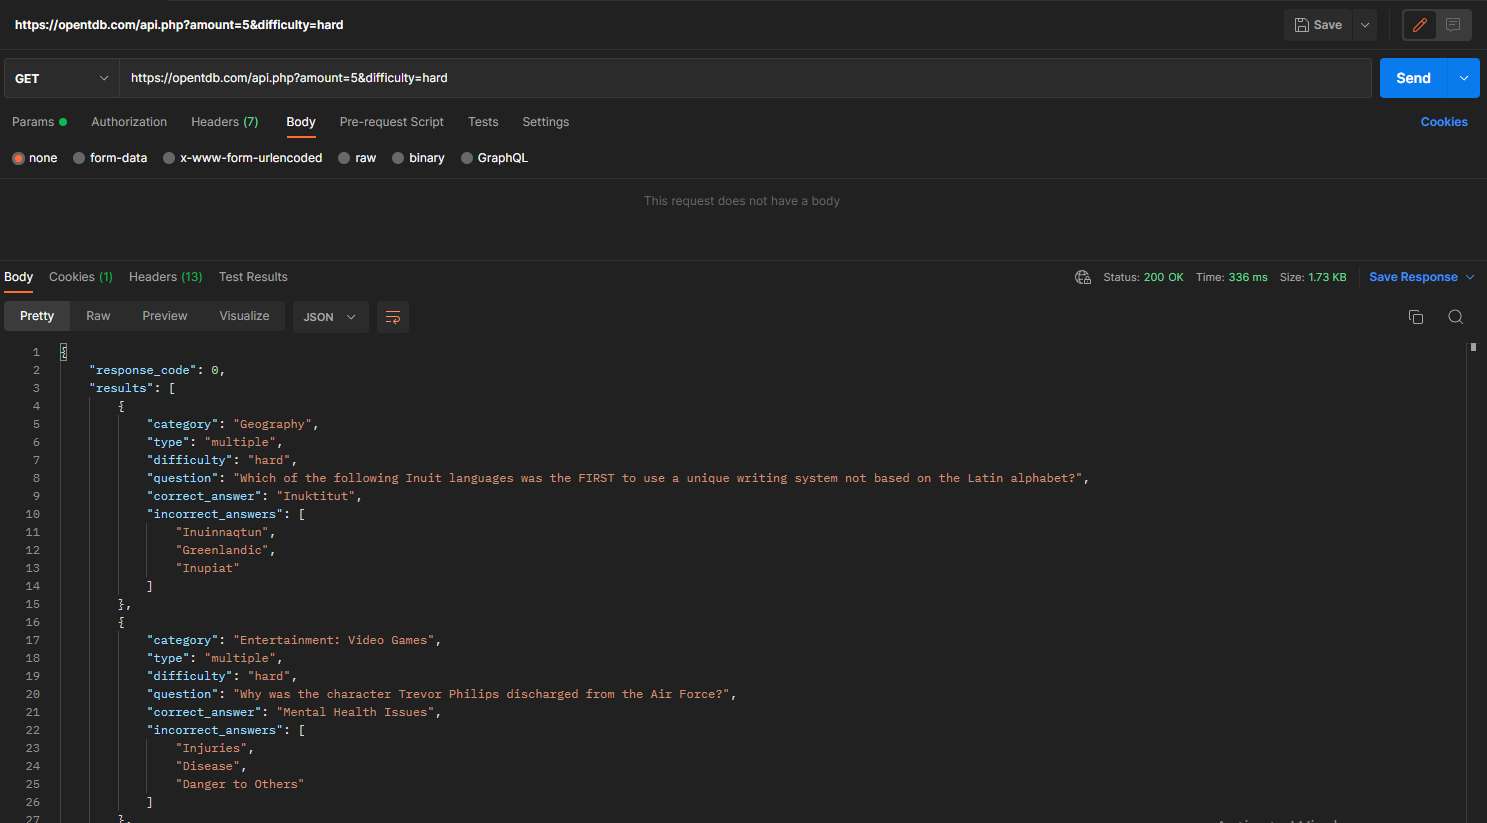 https://opentdb.com/api.php?amount=5&difficulty=hard
Save
GET
https://opentdb.com/api.php?amount=5&difficulty=hard
Send
Params Authorization Headers (7) Body Pre-request Script Tests Settings Cookies
none form-data x-www-form-urlencoded raw binary GraphQL
This request does not have a body
Body Cookies (1) Headers (13) Test Results Status: 200 OK Time: 336 ms Size: 1.73 KB Save Response
Pretty Raw Preview Visualize JSON
1 {
2 "response_code": 0,
3 "results": [
4 {
5 "category": "Geography",
6 "type": "multiple",
7 "difficulty": "hard",
8 "question": "Which of the following Inuit languages was the FIRST to use a unique writing system not based on the Latin alphabet?",
9 "correct_answer": "Inuktitut",
10 "incorrect_answers": [
11 "Inuinnaqtun",
12 "Greenlandic",
13 "Inupiat"
14 ]
15 },
16 {
17 "category": "Entertainment: Video Games",
18 "type": "multiple",
19 "difficulty": "hard",
20 "question": "Why was the character Trevor Philips discharged from the Air Force?",
21 "correct_answer": "Mental Health Issues",
22 "incorrect_answers": [
23 "Injuries",
24 "Disease",
25 "Danger to Others"
26 ]
27 },